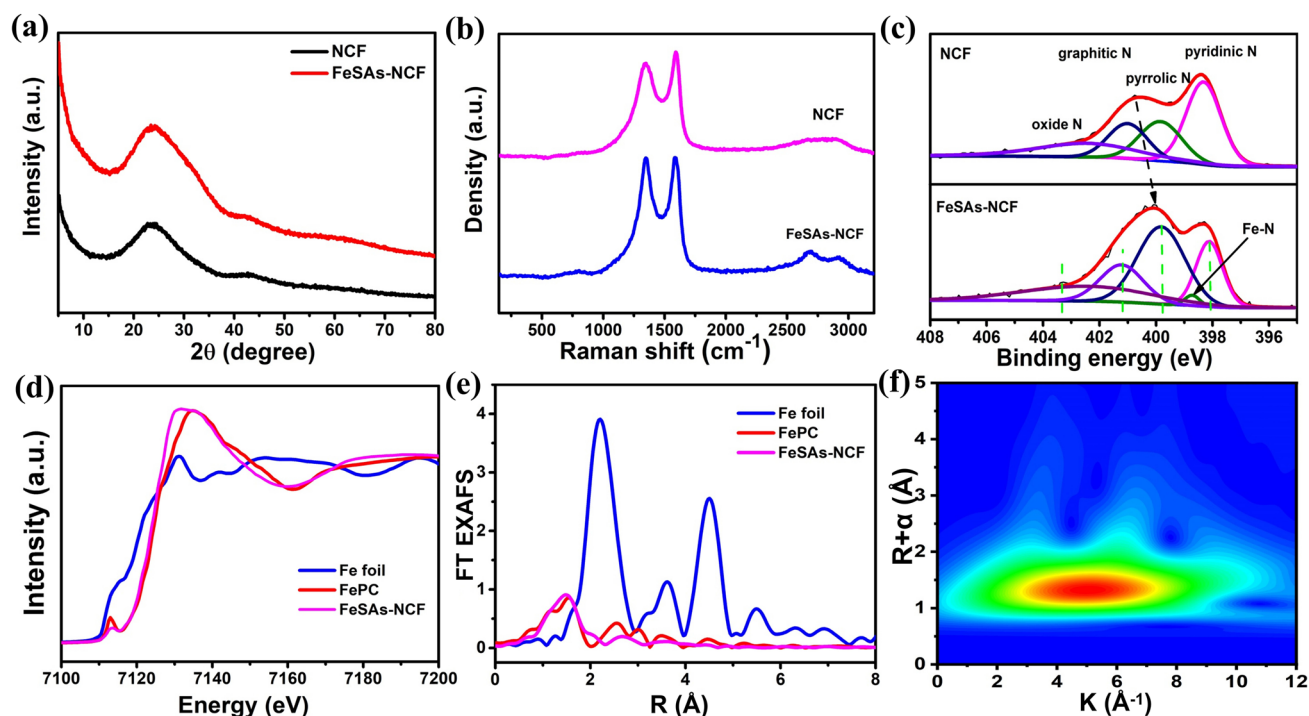 (a)
NCF
FeSAs-NCF
Intensity (a.u.)
10 20 30 40 50 60 70 80
2θ (degree)
(b)
NCF
FeSAs-NCF
Density (a.u.)
500 1000 1500 2000 2500 3000
Raman shift (cm⁻¹)
(c)
NCF
graphitic N
pyridinic N
pyrrolic N
oxide N
FeSAs-NCF
Fe-N
408 406 404 402 400 398 396
Binding energy (eV)
(d)
Fe foil
FePC
FeSAs-NCF
Intensity (a.u.)
7100 7120 7140 7160 7180 7200
Energy (eV)
(e)
Fe foil
FePC
FeSAs-NCF
FT EXAFS
4
3
2
1
0
0 2 4 6 8
R (Å)
(f)
R+α (Å)
5
4
3
2
1
0
0 2 4 6 8 10 12
K (Å⁻¹)